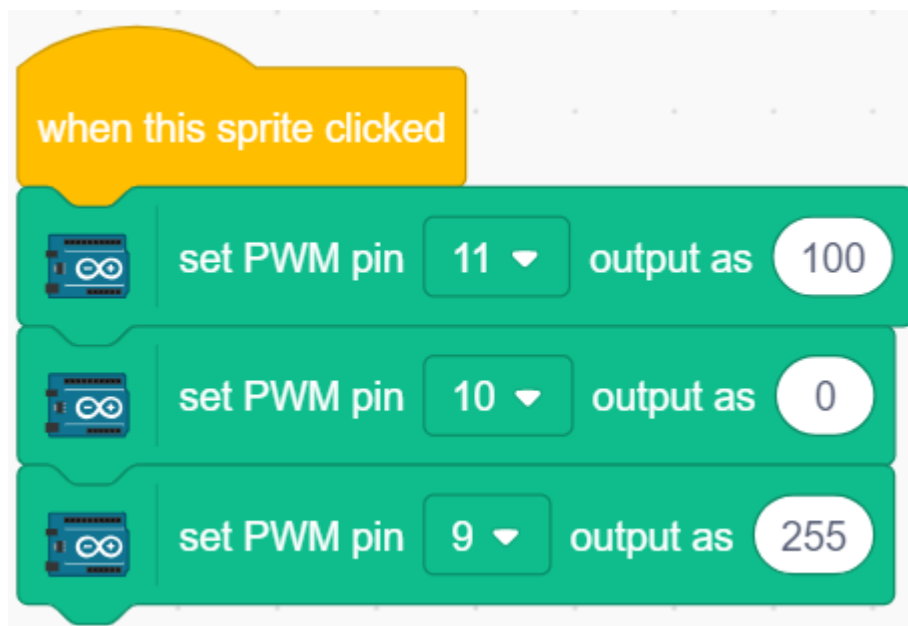 when this sprite clicked
set PWM pin 11 output as 100
set PWM pin 10 output as 0
set PWM pin 9 output as 255